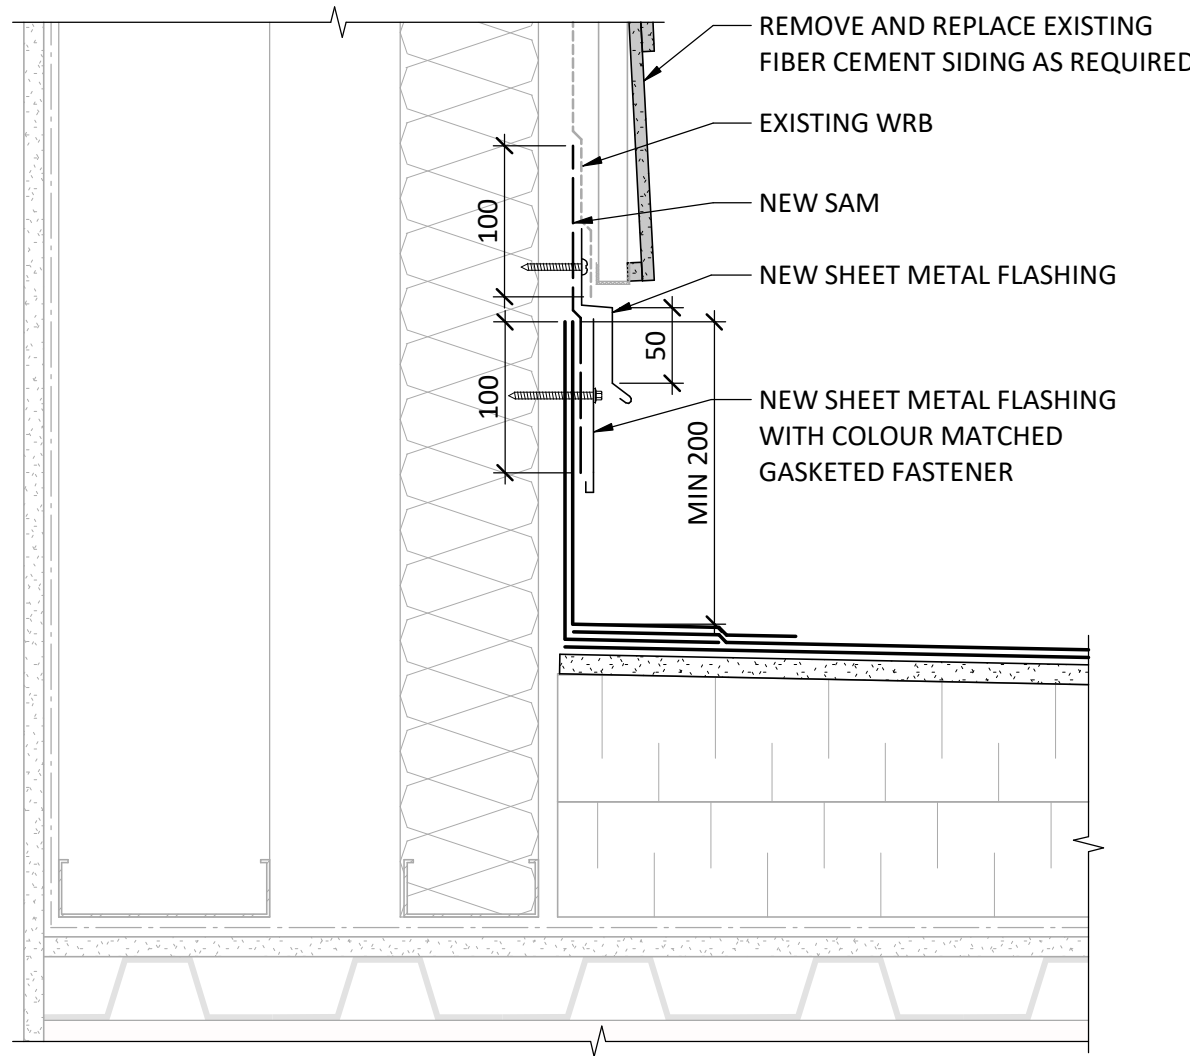 REMOVE AND REPLACE EXISTING
FIBER CEMENT SIDING AS REQUIRED
EXISTING WRB
NEW SAM
NEW SHEET METAL FLASHING
NEW SHEET METAL FLASHING
WITH COLOUR MATCHED
GASKETED FASTENER
100
100
50
MIN 200